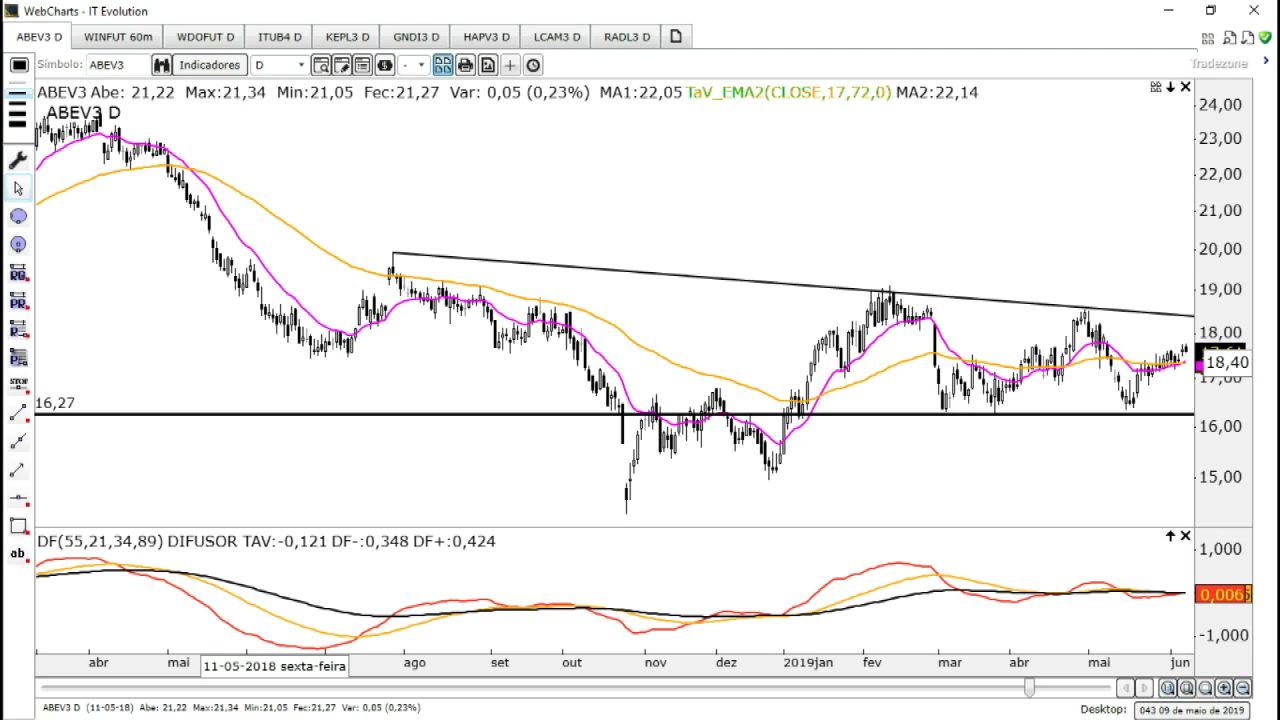 WebCharts - IT Evolution
ABEV3 D WINFUT 60m WDOFUT D ITUB4 D KEPL3 D GNDI3 D HAPV3 D LCAM3 D RADL3 D
Símbolo: ABEV3 Indicadores D - Tradezone
ABEV3 Abe: 21,22 Max:21,34 Min:21,05 Fec:21,27 Var: 0,05 (0,23%) MA1:22,05 TaV_EMA2(CLOSE,17,72,0) MA2:22,14
ABEV3 D
24,00
23,00
22,00
21,00
20,00
19,00
18,00
18,40
17,00
16,27
16,00
15,00
RG
PR
STOP
ab
DF(55,21,34,89) DIFUSOR TAV:-0,121 DF-:0,348 DF+:0,424
1,000
0,006
-1,000
abr mai 11-05-2018 sexta-feira ago set out nov dez 2019jan fev mar abr mai jun
ABEV3 D (11-05-18) Abe: 21,22 Max:21,34 Min:21,05 Fec:21,27 Var: 0,05 (0,23%)
Desktop: 043 09 de maio de 2019